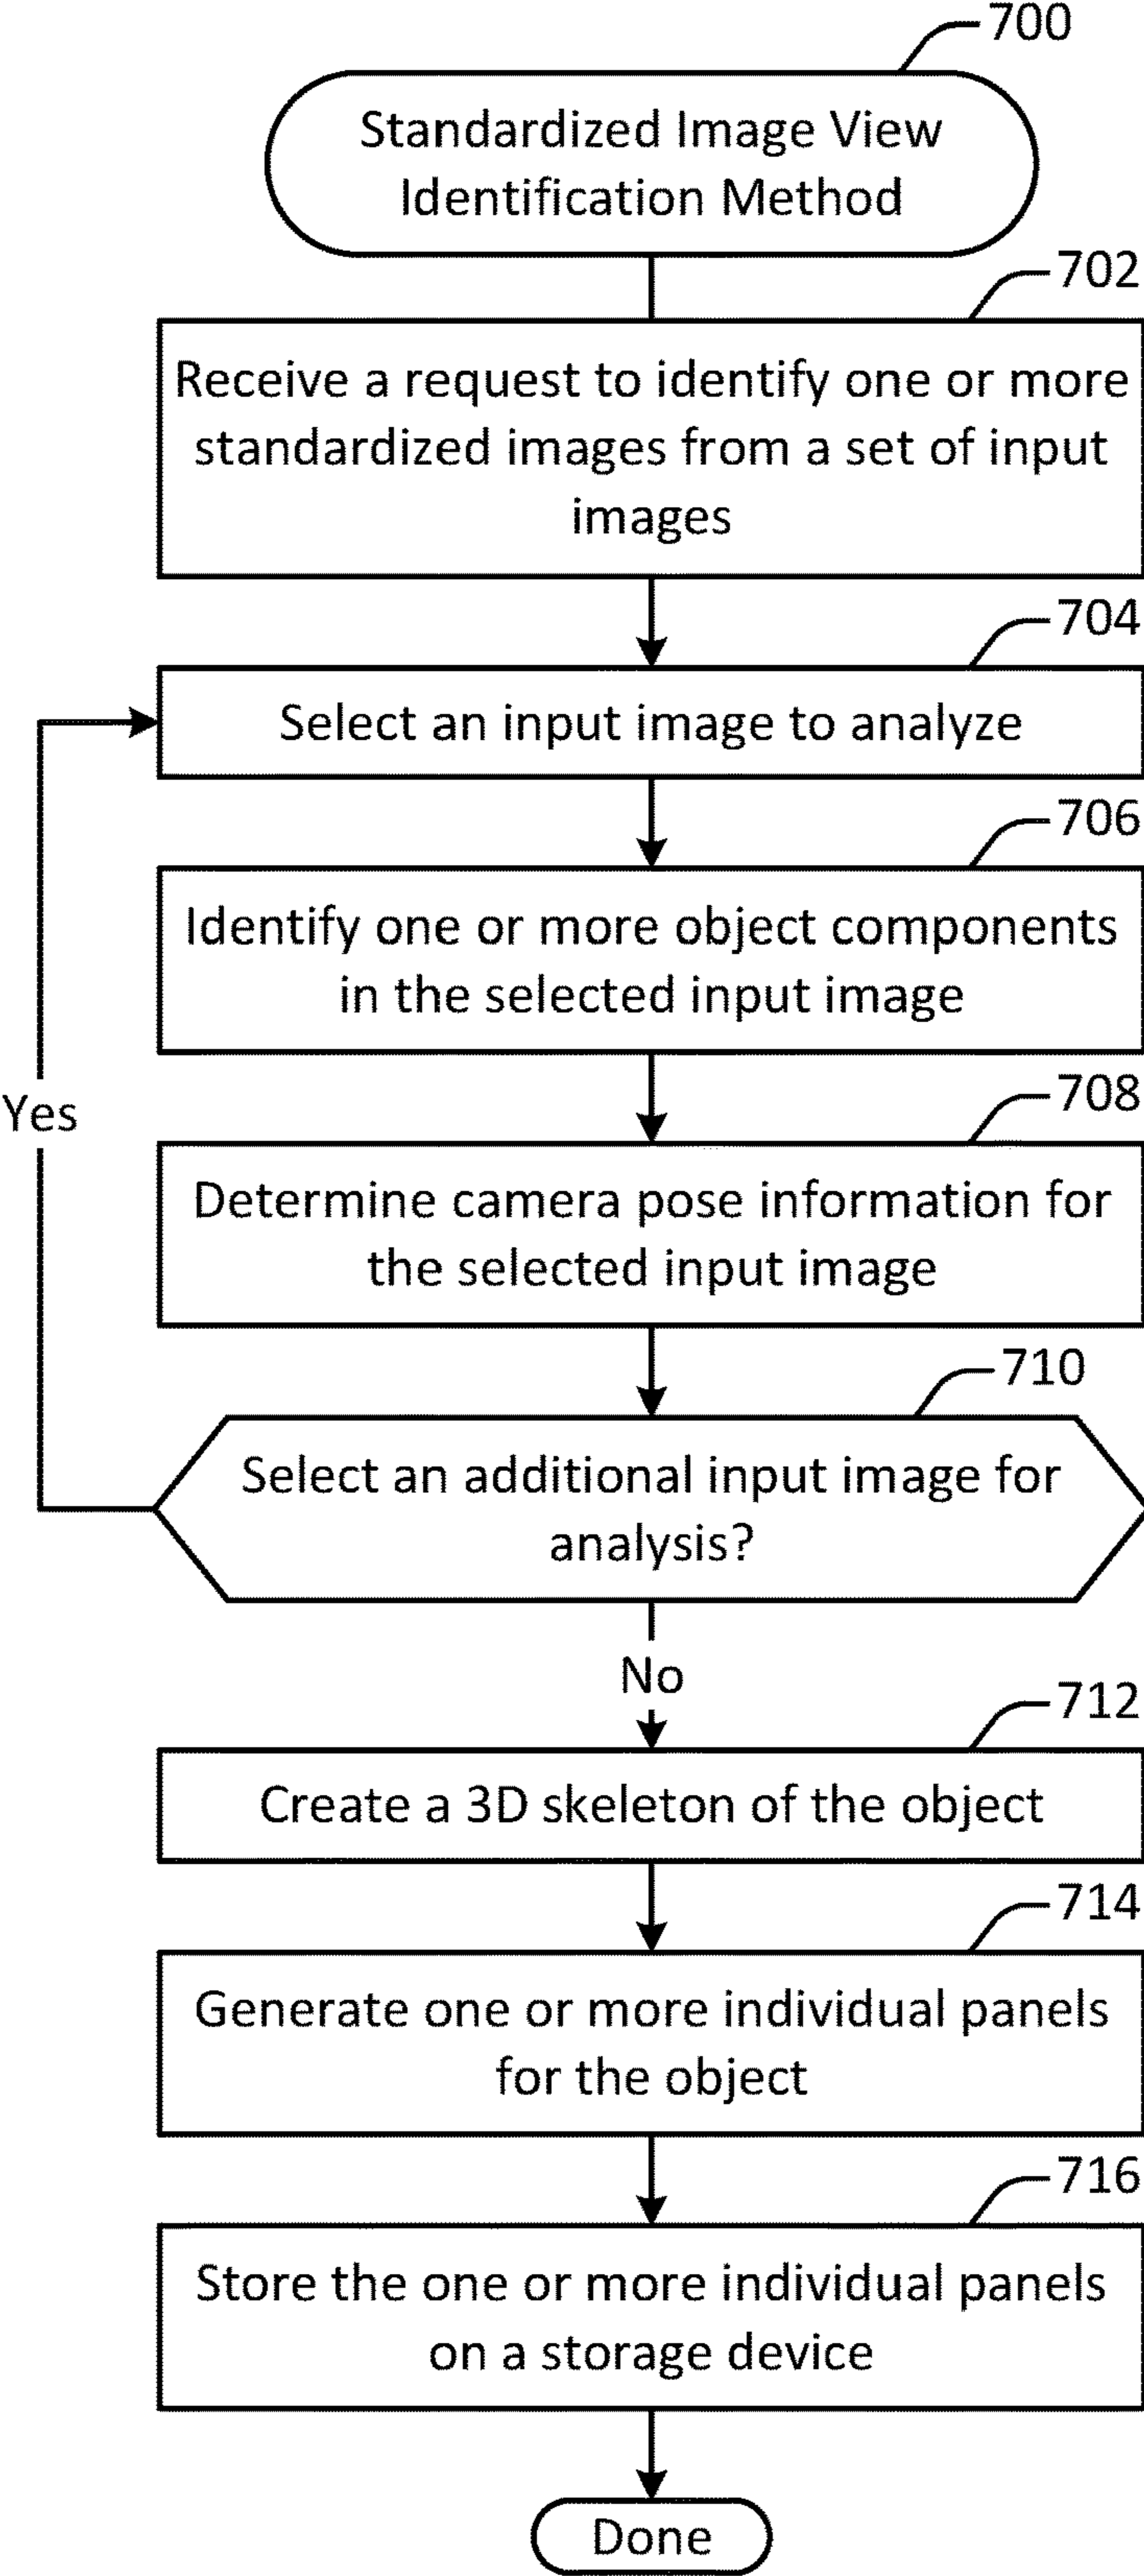 700
Standardized Image View
Identification Method
702
Receive a request to identify one or more
standardized images from a set of input
images
704
Select an input image to analyze
706
Identify one or more object components
in the selected input image
Yes
708
Determine camera pose information for
the selected input image
710
Select an additional input image for
analysis?
No
712
Create a 3D skeleton of the object
714
Generate one or more individual panels
for the object
716
Store the one or more individual panels
on a storage device
Done